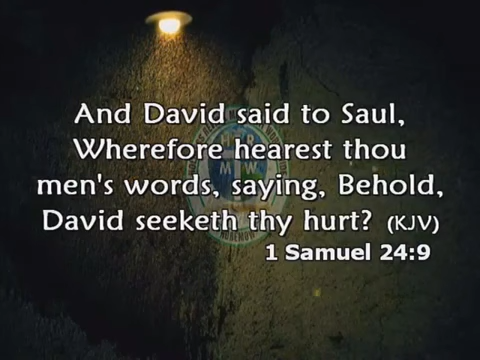 And David said to Saul,
Wherefore hearest thou
men's words, saying, Behold,
David seeketh thy hurt? (KJV)
1 Samuel 24:9